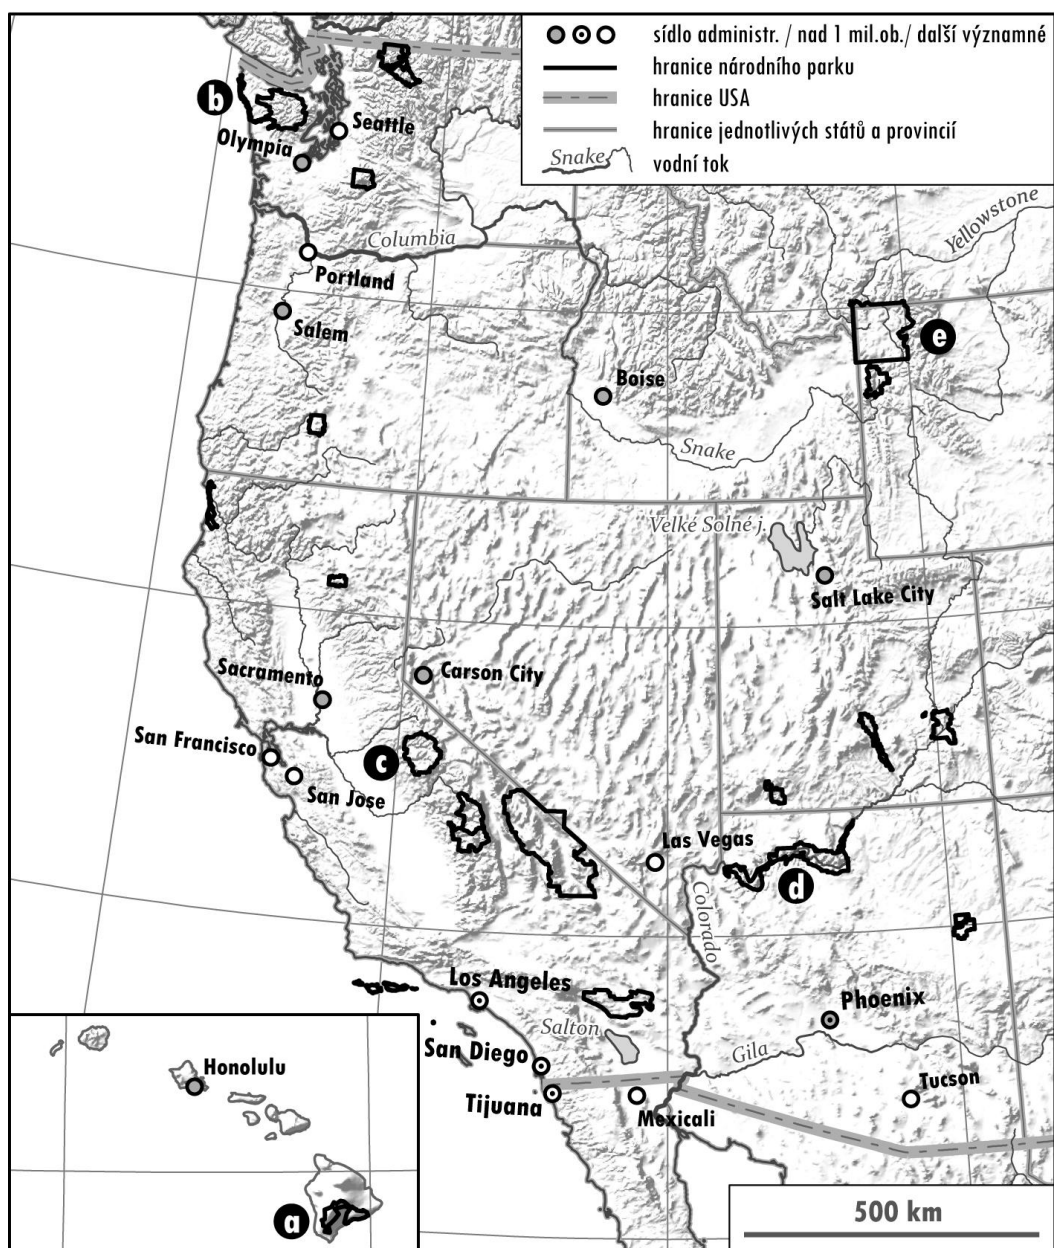 sídlo administr. / nad 1 mil.ob./ další významné
hranice národního parku
hranice USA
hranice jednotlivých států a provincií
Snake
vodní tok
b
Seattle
Olympia
Columbia
Yellowstone
Portland
Salem
e
Boise
Snake
Velké Solné j.
Salt Lake City
Sacramento
Carson City
San Francisco
c
San Jose
Las Vegas
d
Colorado
Los Angeles
Phoenix
Salton
San Diego
Gila
Honolulu
Tijuana
Mexicali
Tucson
a
500 km